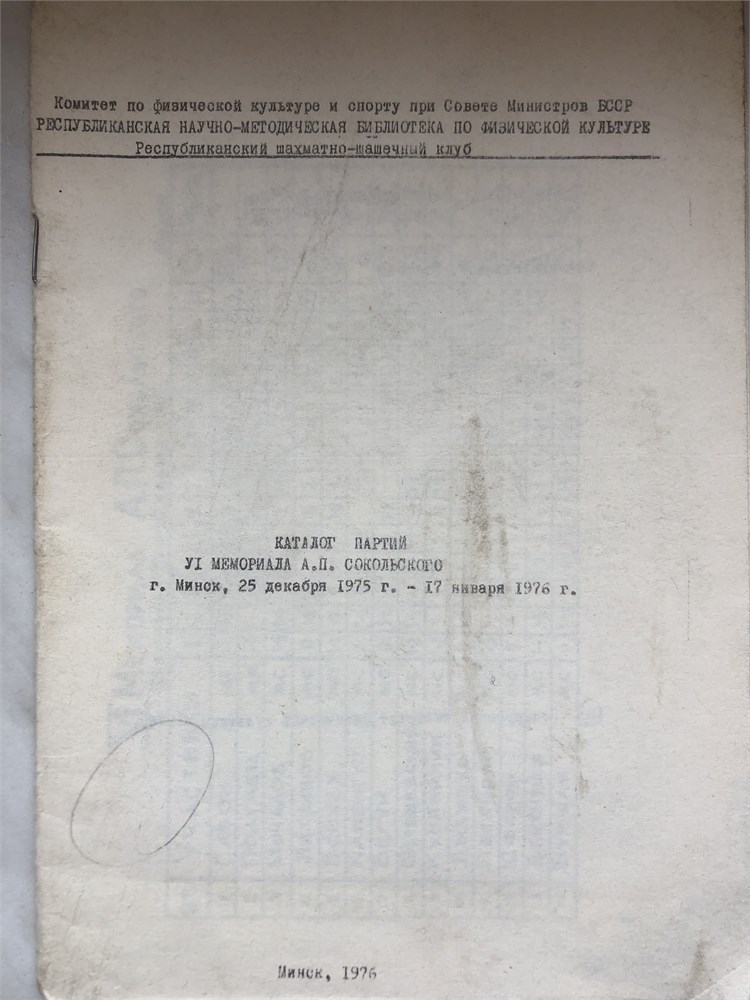 Комитет по физической культуре и спорту при Совете Министров БССР
РЕСПУБЛИКАНСКАЯ НАУЧНО-МЕТОДИЧЕСКАЯ БИБЛИОТЕКА ПО ФИЗИЧЕСКОЙ КУЛЬТУРЕ
Республиканский шахматно-шашечный клуб
КАТАЛОГ ПАРТИЙ
УI МЕМОРИАЛА А.П. СОКОЛЬСКОГО
г. Минск, 25 декабря 1975 г. - 17 января 1976 г.
Минск, 1976